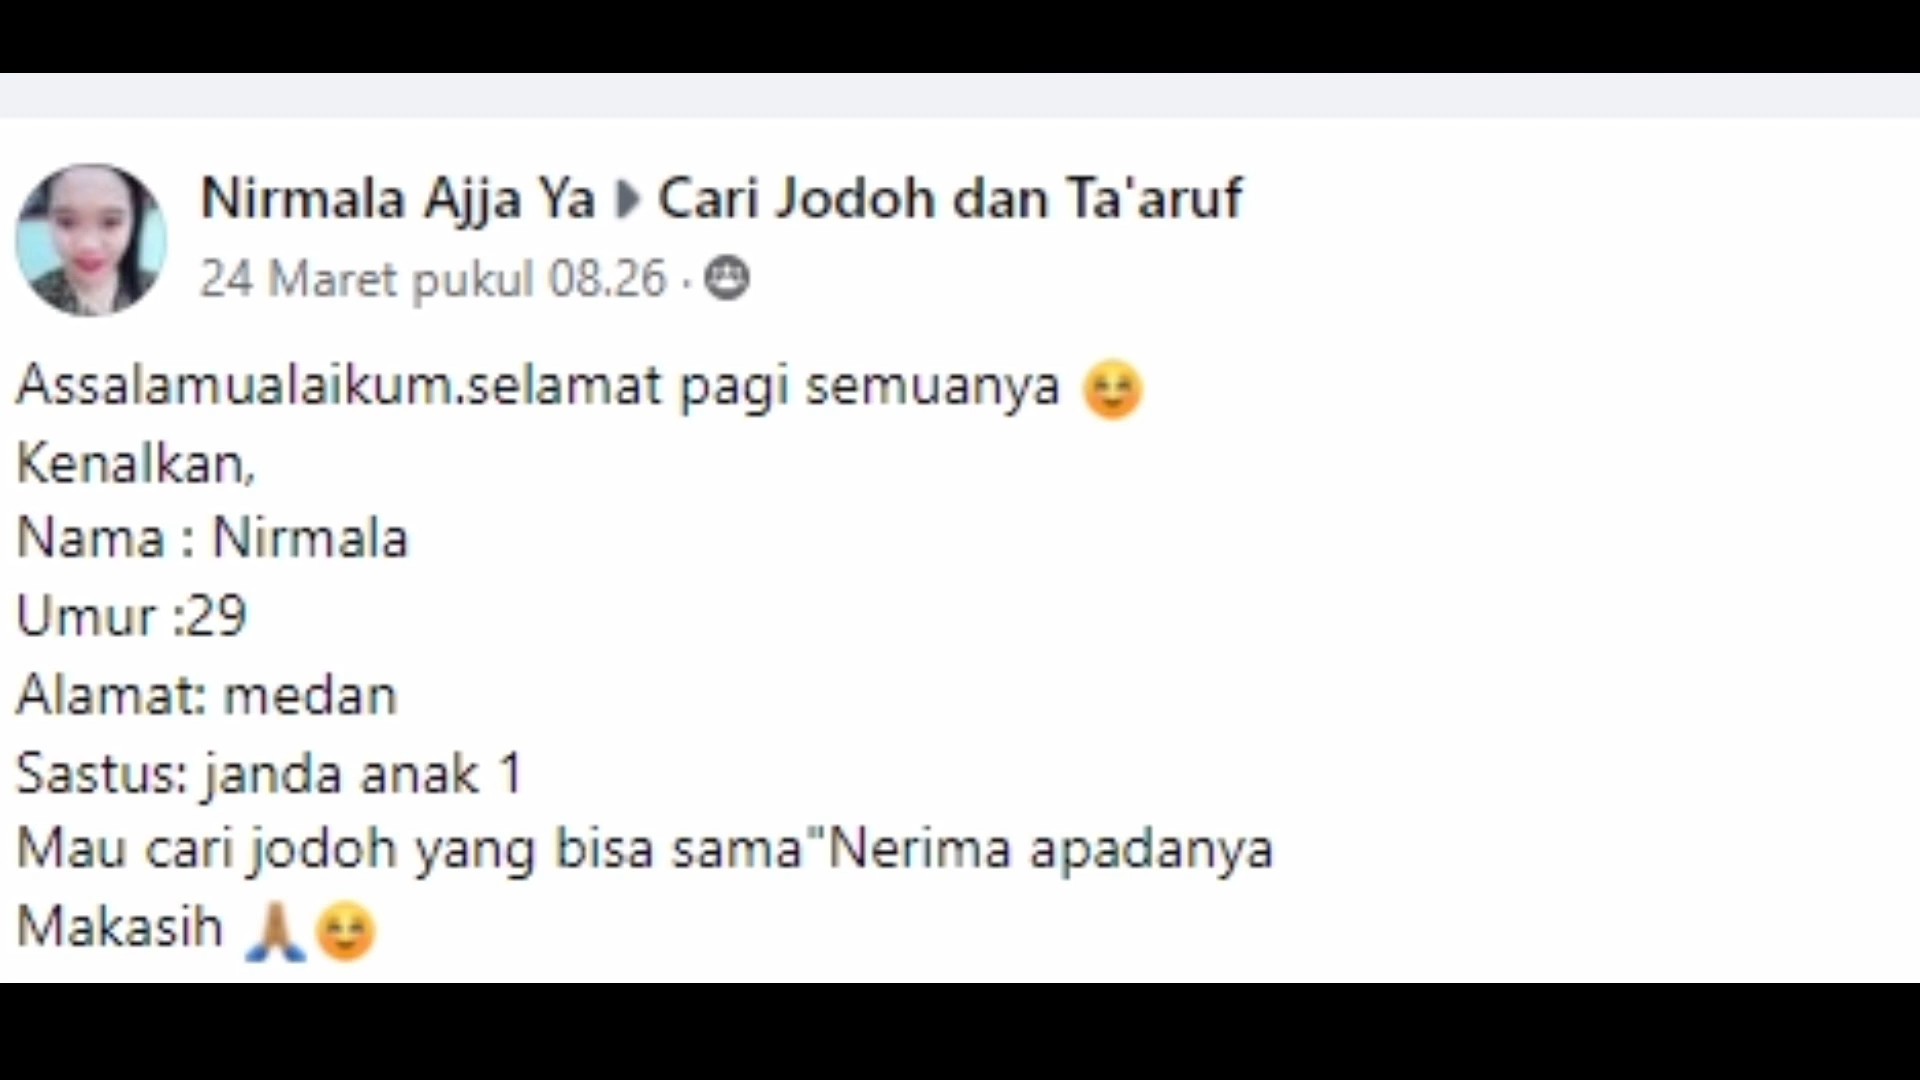 Nirmala Ajja Ya ▶ Cari Jodoh dan Ta'aruf
24 Maret pukul 08.26 ·
Assalamualaikum.selamat pagi semuanya 😊
Kenalkan,
Nama : Nirmala
Umur :29
Alamat: medan
Sastus: janda anak 1
Mau cari jodoh yang bisa sama"Nerima apadanya
Makasih 🙏🏽😊